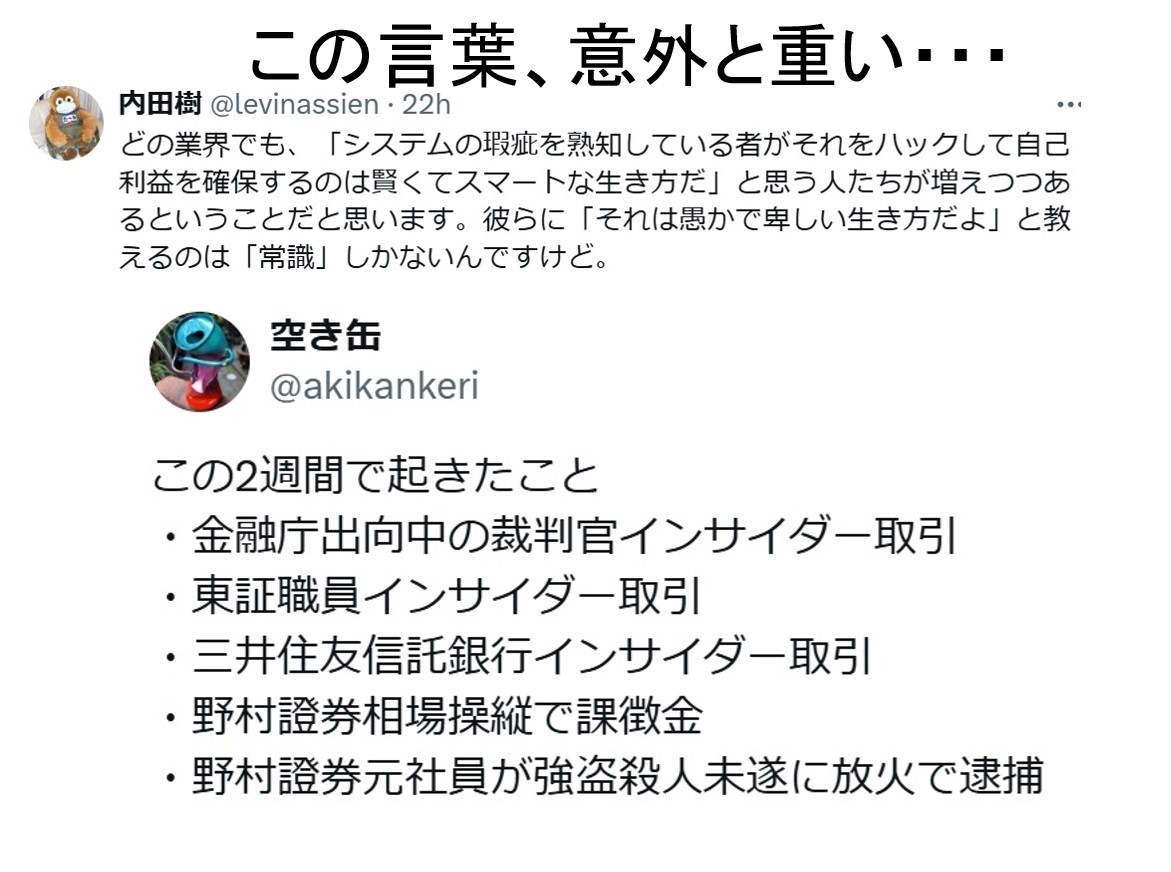 この言葉、意外と重い・・・
内田樹 @levinassien · 22h
どの業界でも、「システムの瑕疵を熟知している者がそれをハックして自己
利益を確保するのは賢くてスマートな生き方だ」と思う人たちが増えつつあ
るということだと思います。彼らに「それは愚かで卑しい生き方だよ」と教
えるのは「常識」しかないんですけど。
空き缶
@akikankeri
この2週間で起きたこと
・金融庁出向中の裁判官インサイダー取引
・東証職員インサイダー取引
・三井住友信託銀行インサイダー取引
・野村證券相場操縦で課徴金
・野村證券元社員が強盗殺人未遂に放火で逮捕